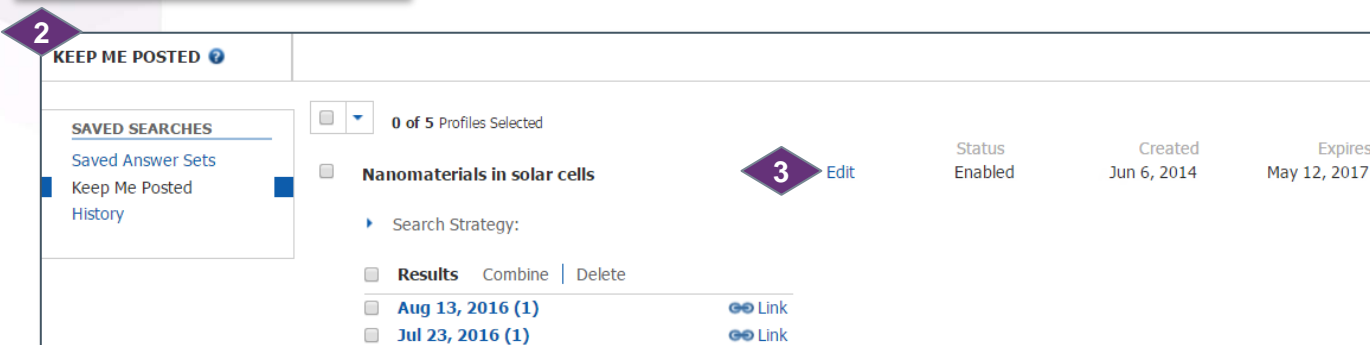 2
KEEP ME POSTED ?
0 of 5 Profiles Selected
SAVED SEARCHES
Saved Answer Sets
Keep Me Posted
History
Status Created Expires
Nanomaterials in solar cells 3 Edit Enabled Jun 6, 2014 May 12, 2017
Search Strategy:
Results Combine | Delete
Aug 13, 2016 (1) Link
Jul 23, 2016 (1) Link